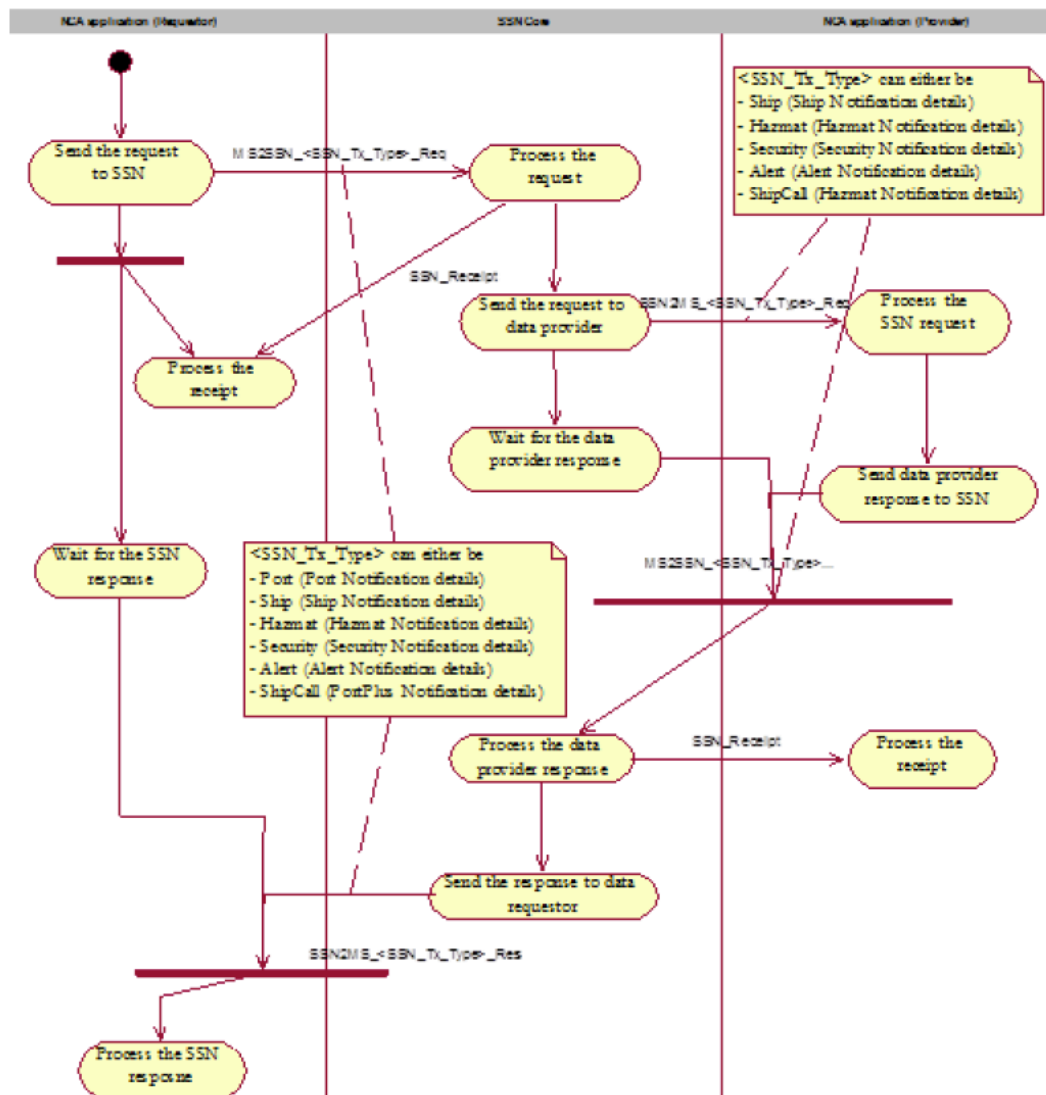 NCA application (Requestor)
SSN Core
NCA application (Provider)
<SSN_Tx_Type> can either be
- Ship (Ship Notification details)
- Hazmat (Hazmat Notification details)
- Security (Security Notification details)
- Alert (Alert Notification details)
- ShipCall (Hazmat Notification details)
Send the request
to SSN
MS2SSN_<SSN_Tx_Type>_Req
Process the
request
SSN_Receipt
Send the request to
data provider
SSN2MS_<SSN_Tx_Type>_Req
Process the
SSN request
Process the
receipt
Wait for the data
provider response
Send data provider
response to SSN
Wait for the SSN
response
<SSN_Tx_Type> can either be
- Port (Port Notification details)
- Ship (Ship Notification details)
- Hazmat (Hazmat Notification details)
- Security (Security Notification details)
- Alert (Alert Notification details)
- ShipCall (PortPlus Notification details)
MS2SSN_<SSN_Tx_Type>...
Process the data
provider response
SSN_Receipt
Process the
receipt
Send the response to data
requestor
SSN2MS_<SSN_Tx_Type>_Res
Process the SSN
resposne